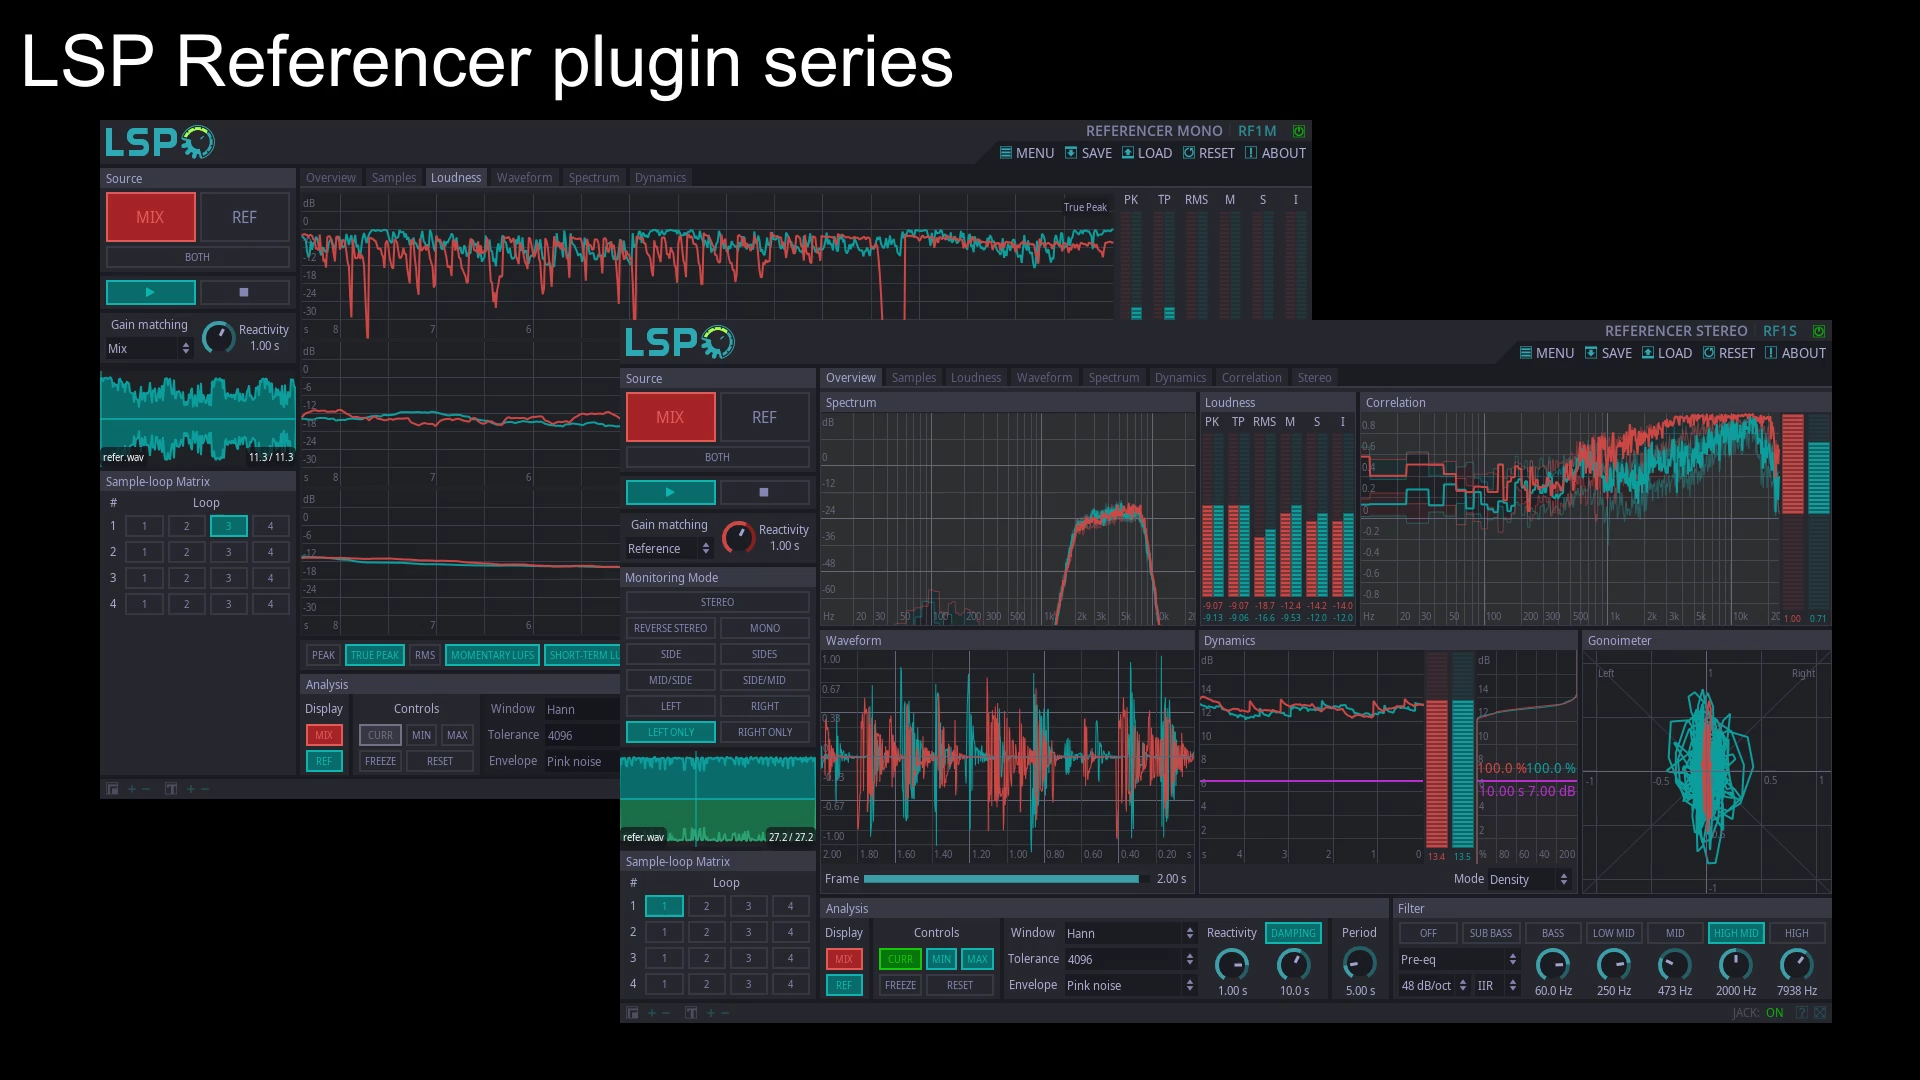 LSP Referencer plugin series
LSP
REFERENCER MONO RF1M
MENU SAVE LOAD RESET ABOUT
Source
MIX REF
BOTH
Gain matching
Mix
Reactivity
1.00 s
refer.wav 11.3 / 11.3
Sample-loop Matrix
# Loop
1 1 2 3 4
2 1 2 3 4
3 1 2 3 4
4 1 2 3 4
Overview Samples Loudness Waveform Spectrum Dynamics
True Peak
PK TP RMS M S I
dB
0
-12
-18
-24
-30
s 8 7 6
dB
0
-6
-12
-18
-24
-30
s 8 7 6
dB
0
-6
-12
-18
-24
-30
s 8 7 6
PEAK TRUE PEAK RMS MOMENTARY LUFS
Analysis
Display Controls
MIX CURR MIN MAX
REF FREEZE RESET
Window Hann
Tolerance 4096
Envelope Pink noise
LSP
REFERENCER STEREO RF1S
MENU SAVE LOAD RESET ABOUT
Source
MIX REF
BOTH
Gain matching
Reference
Reactivity
1.00 s
Monitoring Mode
STEREO
REVERSE STEREO MONO
SIDE SIDES
MID/SIDE SIDE/MID
LEFT RIGHT
LEFT ONLY RIGHT ONLY
refer.wav 27.2 / 27.2
Sample-loop Matrix
# Loop
1 1 2 3 4
2 1 2 3 4
3 1 2 3 4
4 1 2 3 4
Overview Samples Loudness Waveform Spectrum Dynamics Correlation Stereo
Spectrum
dB
0
-12
-24
-36
-48
-60
Hz 10 20 30 50 100 200 300 500 1k 2k 3k 5k
Loudness
PK TP RMS M S I
-9.07 -9.07 -18.7 -12.4 -14.2 -14.0
-9.13 -9.06 -16.6 -9.53 -12.0 -12.0
Correlation
0.8
0.6
0.4
0.2
0
-0.2
-0.4
-0.6
-0.8
Hz 20 30 50 100 200 300 500 1k 2k 3k 5k 10k
1.00 0.71
Waveform
1.00
0.67
0.33
-0.33
-0.67
-1.00
2.00 1.80 1.60 1.40 1.20 1.00 0.80 0.60 0.40 0.20 s
Frame 2.00 s
Dynamics
dB
14
12
10
8
6
4
2
s 4 3 2 1 0
13.4 13.5
dB
14
12
10
8
100.0 % 100.0 %
10.00 s 7.00 dB
4
2
% 80 60 40 20 0
Mode Density
Gonoimeter
Left 1 Right
-1 -0.5 0.5 1
-1
Analysis
Display Controls
MIX CURR MIN MAX
REF FREEZE RESET
Window Hann
Tolerance 4096
Envelope Pink noise
Reactivity DAMPING Period
1.00 s 10.0 s 5.00 s
Filter
OFF SUB BASS BASS LOW MID MID HIGH MID HIGH
Pre-eq
48 dB/oct IIR
60.0 Hz 250 Hz 473 Hz 2000 Hz 7938 Hz
JACK: ON